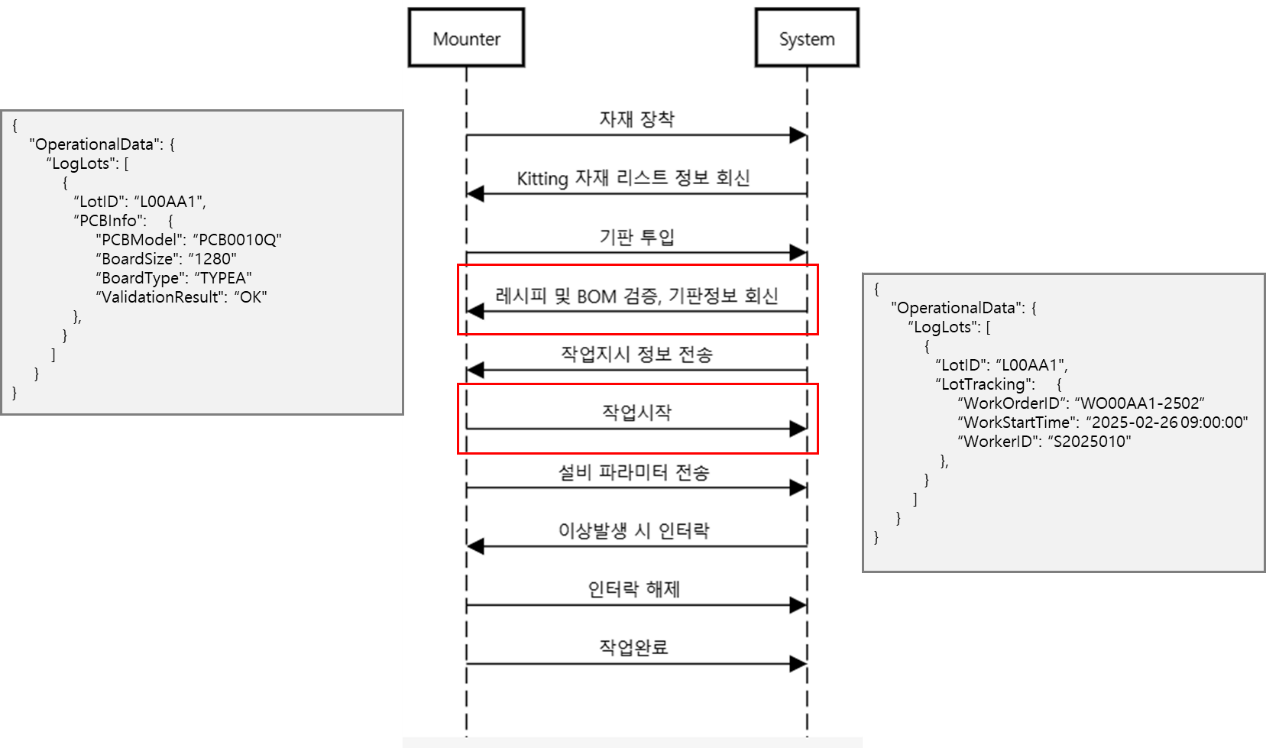 Mounter
System
자재 장착
Kitting 자재 리스트 정보 회신
기판 투입
레시피 및 BOM 검증, 기판정보 회신
작업지시 정보 전송
작업시작
설비 파라미터 전송
이상발생 시 인터락
인터락 해제
작업완료
{
"OperationalData": {
"LogLots": [
{
"LotID": "L00AA1",
"PCBInfo": {
"PCBModel": "PCB0010Q"
"BoardSize": "1280"
"BoardType": "TYPEA"
"ValidationResult": "OK"
},
}
]
}
}
{
"OperationalData": {
"LogLots": [
{
"LotID": "L00AA1",
"LotTracking": {
"WorkOrderID": "WO00AA1-2502"
"WorkStartTime": "2025-02-26 09:00:00"
"WorkerID": "S2025010"
},
}
]
}
}